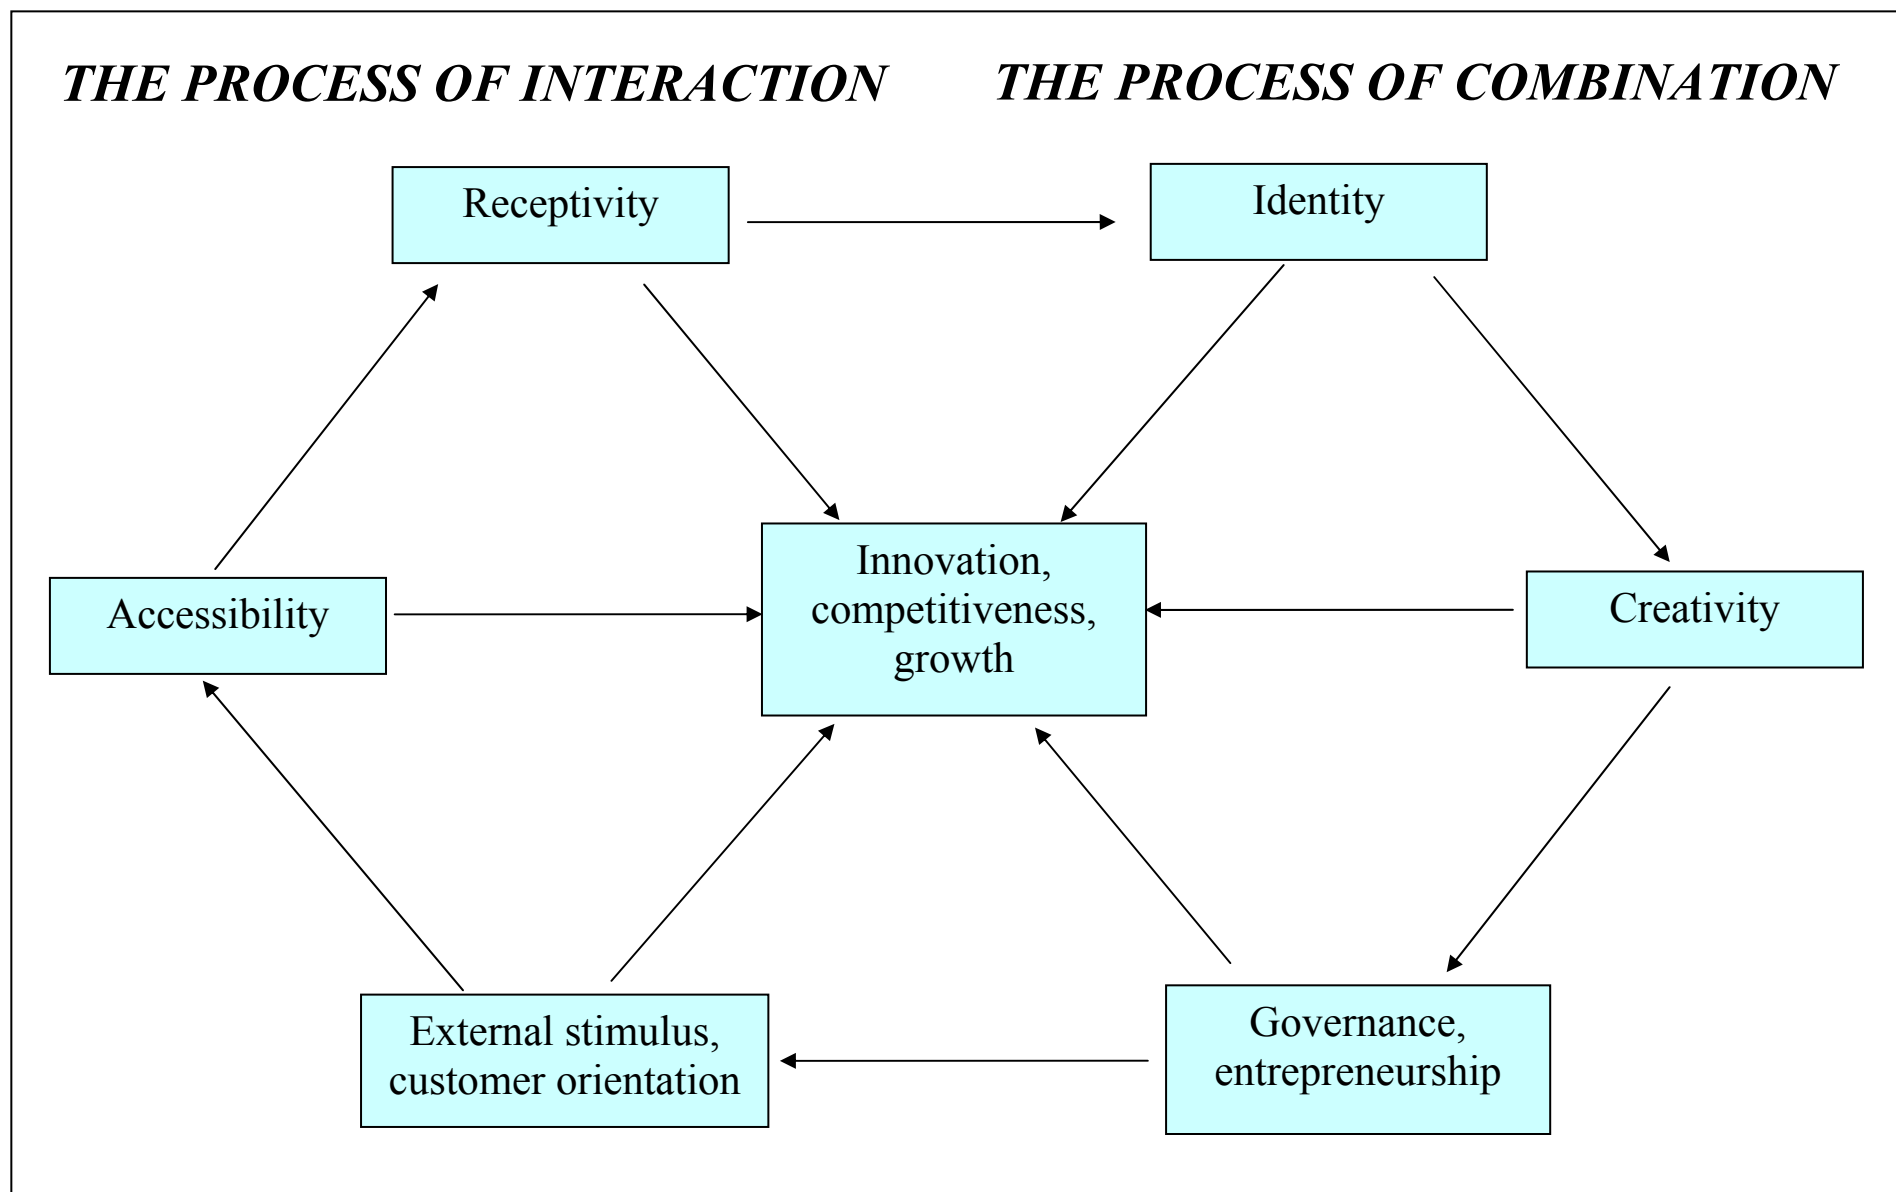 THE PROCESS OF INTERACTION
THE PROCESS OF COMBINATION
Receptivity
Identity
Accessibility
Innovation,
competitiveness,
growth
Creativity
External stimulus,
customer orientation
Governance,
entrepreneurship